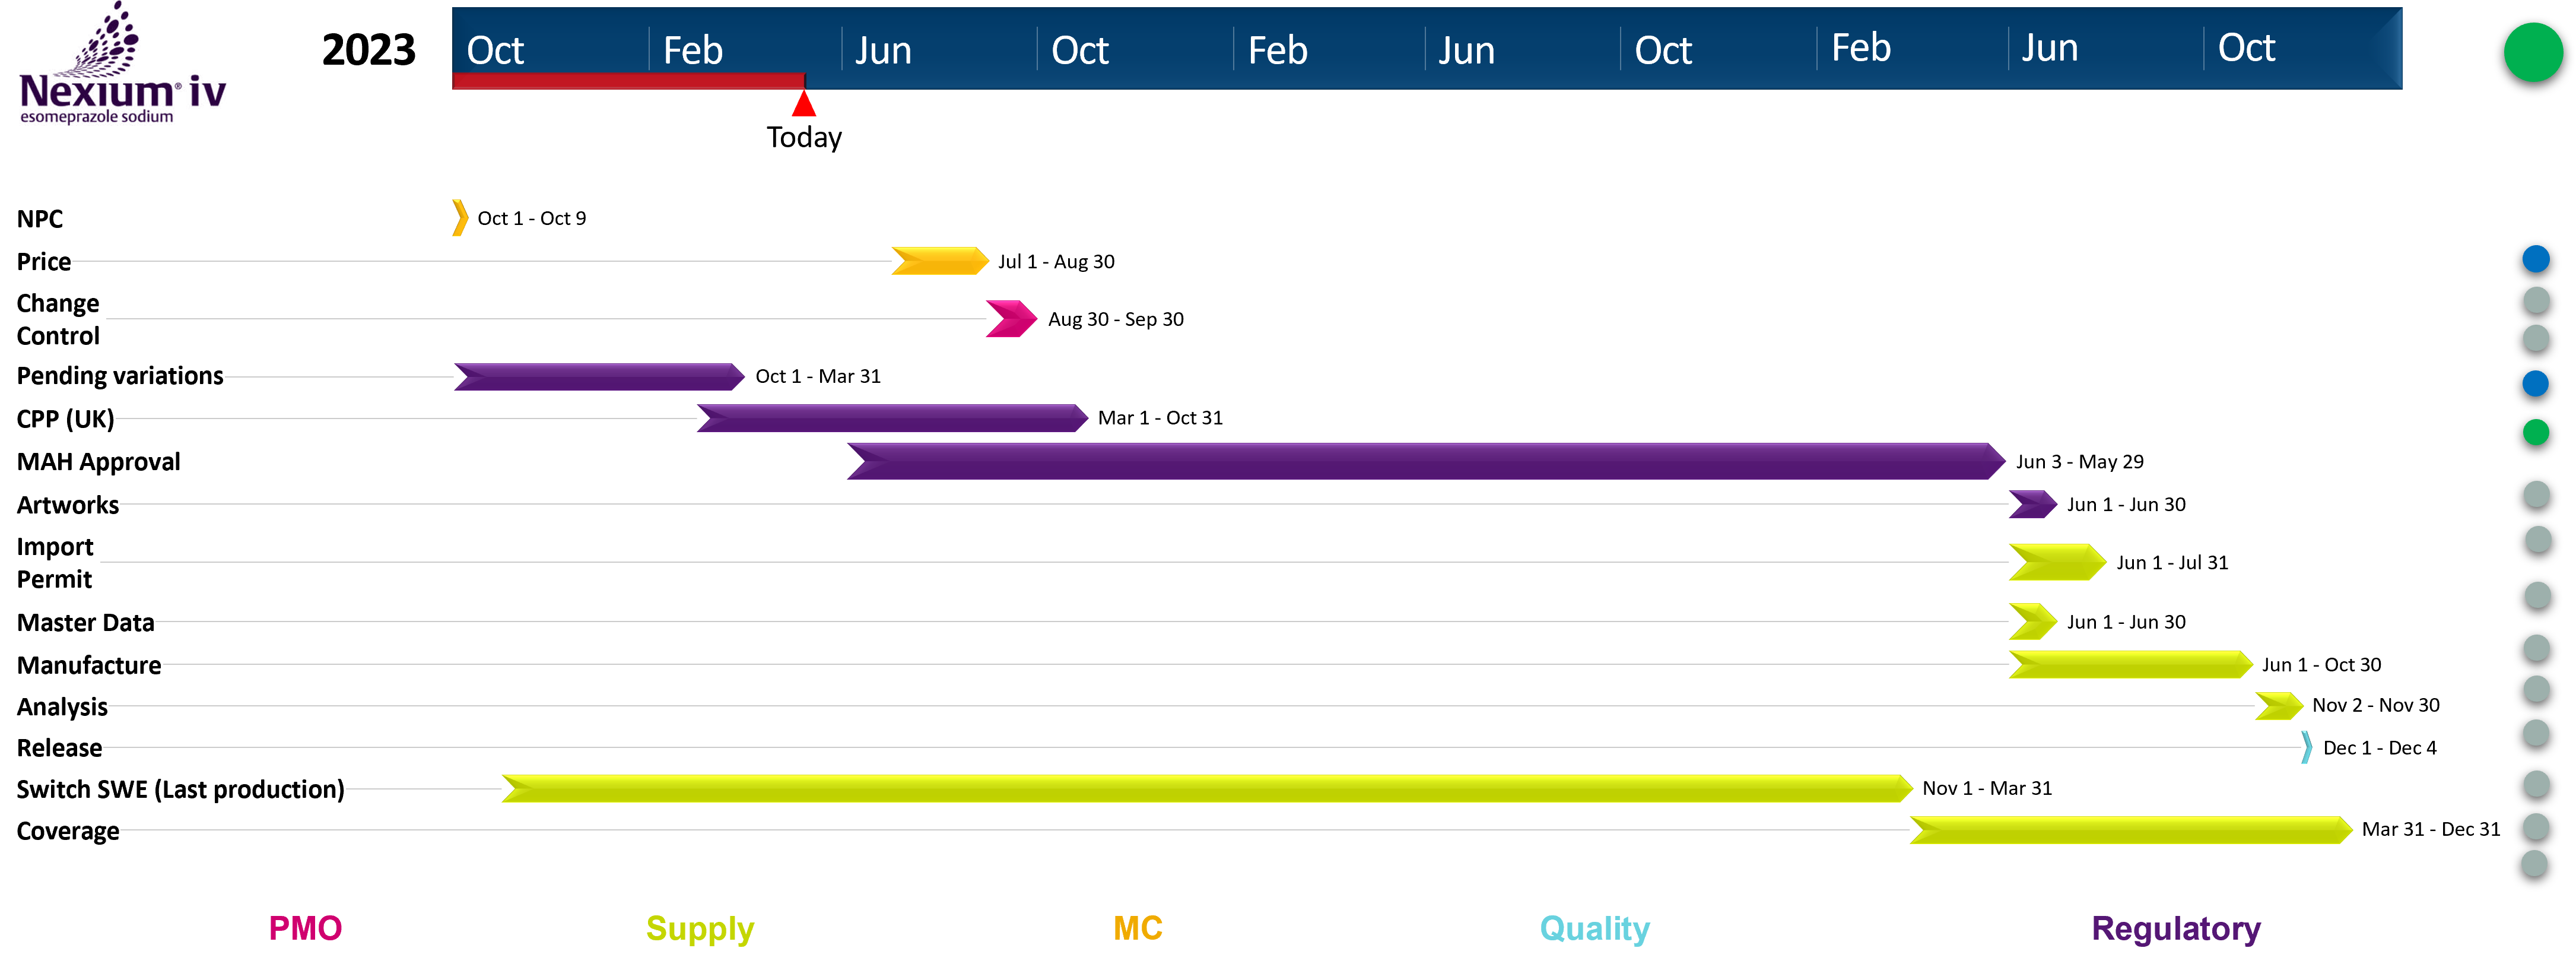 Nexium® iv
esomeprazole sodium
2023
Oct Feb Jun Oct Feb Jun Oct Feb Jun Oct
Today
NPC Oct 1 - Oct 9
Price Jul 1 - Aug 30
Change
Control Aug 30 - Sep 30
Pending variations Oct 1 - Mar 31
CPP (UK) Mar 1 - Oct 31
MAH Approval Jun 3 - May 29
Artworks Jun 1 - Jun 30
Import
Permit Jun 1 - Jul 31
Master Data Jun 1 - Jun 30
Manufacture Jun 1 - Oct 30
Analysis Nov 2 - Nov 30
Release Dec 1 - Dec 4
Switch SWE (Last production) Nov 1 - Mar 31
Coverage Mar 31 - Dec 31
PMO Supply MC Quality Regulatory